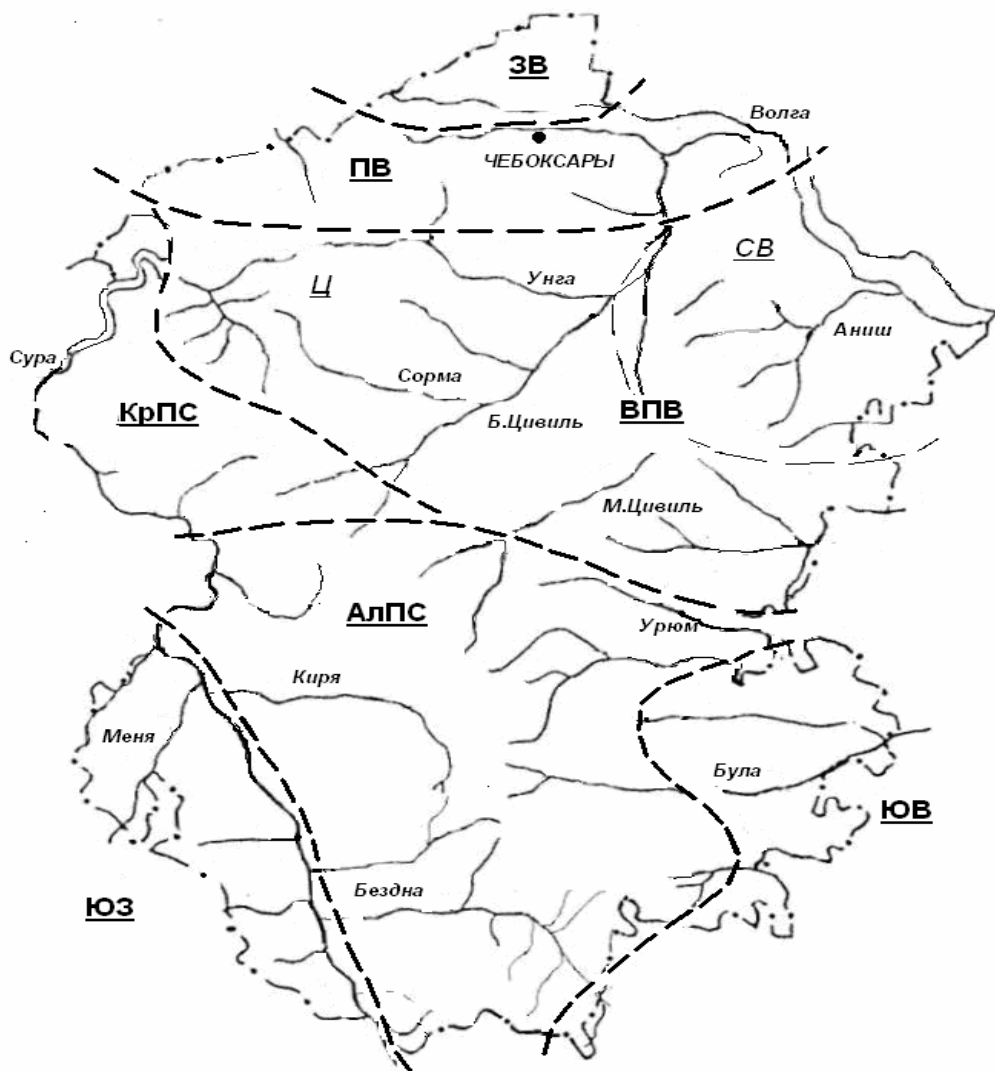 ЗВ
Волга
ЧЕБОКСАРЫ
ПВ
СВ
Ц
Унга
Аниш
Сура
Сорма
КрПС
ВПВ
Б.Цивиль
М.Цивиль
АлПС
Урюм
Киря
Меня
Була
ЮВ
Бездна
ЮЗ